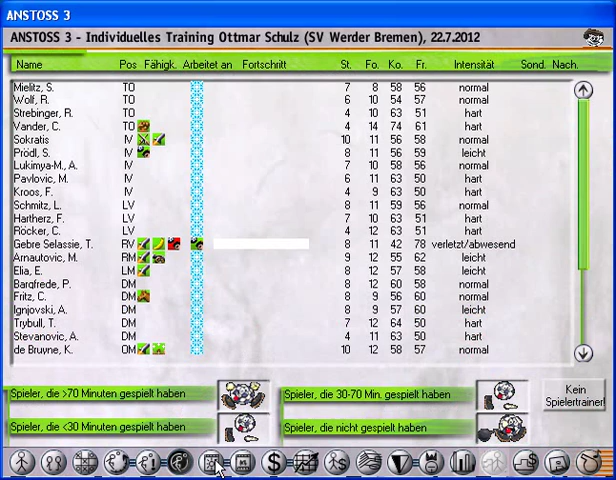 ANSTOSS 3
ANSTOSS 3 - Individuelles Training Ottmar Schulz (SV Werder Bremen), 22.7.2012
Name Pos Fähigk. Arbeitet an Fortschritt St. Fo. Ko. Fr. Intensität Sond. Nach.
Mielitz, S. TO 7 8 58 56 normal
Wolf, R. TO 6 10 54 57 normal
Strebinger, R. TO 4 10 63 51 hart
Vander, C. TO 4 14 74 61 hart
Sokratis IV 10 11 56 58 normal
Prödl, S. IV 8 11 56 59 leicht
Lukimya-M., A. IV 7 10 58 56 normal
Pavlovic, M. IV 6 11 63 50 hart
Kroos, F. IV 4 9 63 51 hart
Schmitz, L. LV 8 11 59 56 normal
Hartherz, F. LV 7 10 63 51 hart
Röcker, C. LV 4 12 63 51 hart
Gebre Selassie, T. RV 8 11 42 78 verletzt/abwesend
Arnautovic, M. RM 9 12 55 62 leicht
Elia, E. LM 8 12 57 58 leicht
Bargfrede, P. DM 8 12 60 58 normal
Fritz, C. DM 8 9 56 60 normal
Ignjovski, A. DM 8 9 57 60 leicht
Trybull, T. DM 7 12 64 50 hart
Stevanovic, A. DM 4 11 63 50 hart
de Bruyne, K. OM 10 12 58 57 normal
Spieler, die >70 Minuten gespielt haben
Spieler, die 30-70 Min. gespielt haben
Kein
Spielertrainer!
Spieler, die <30 Minuten gespielt haben
Spieler, die nicht gespielt haben